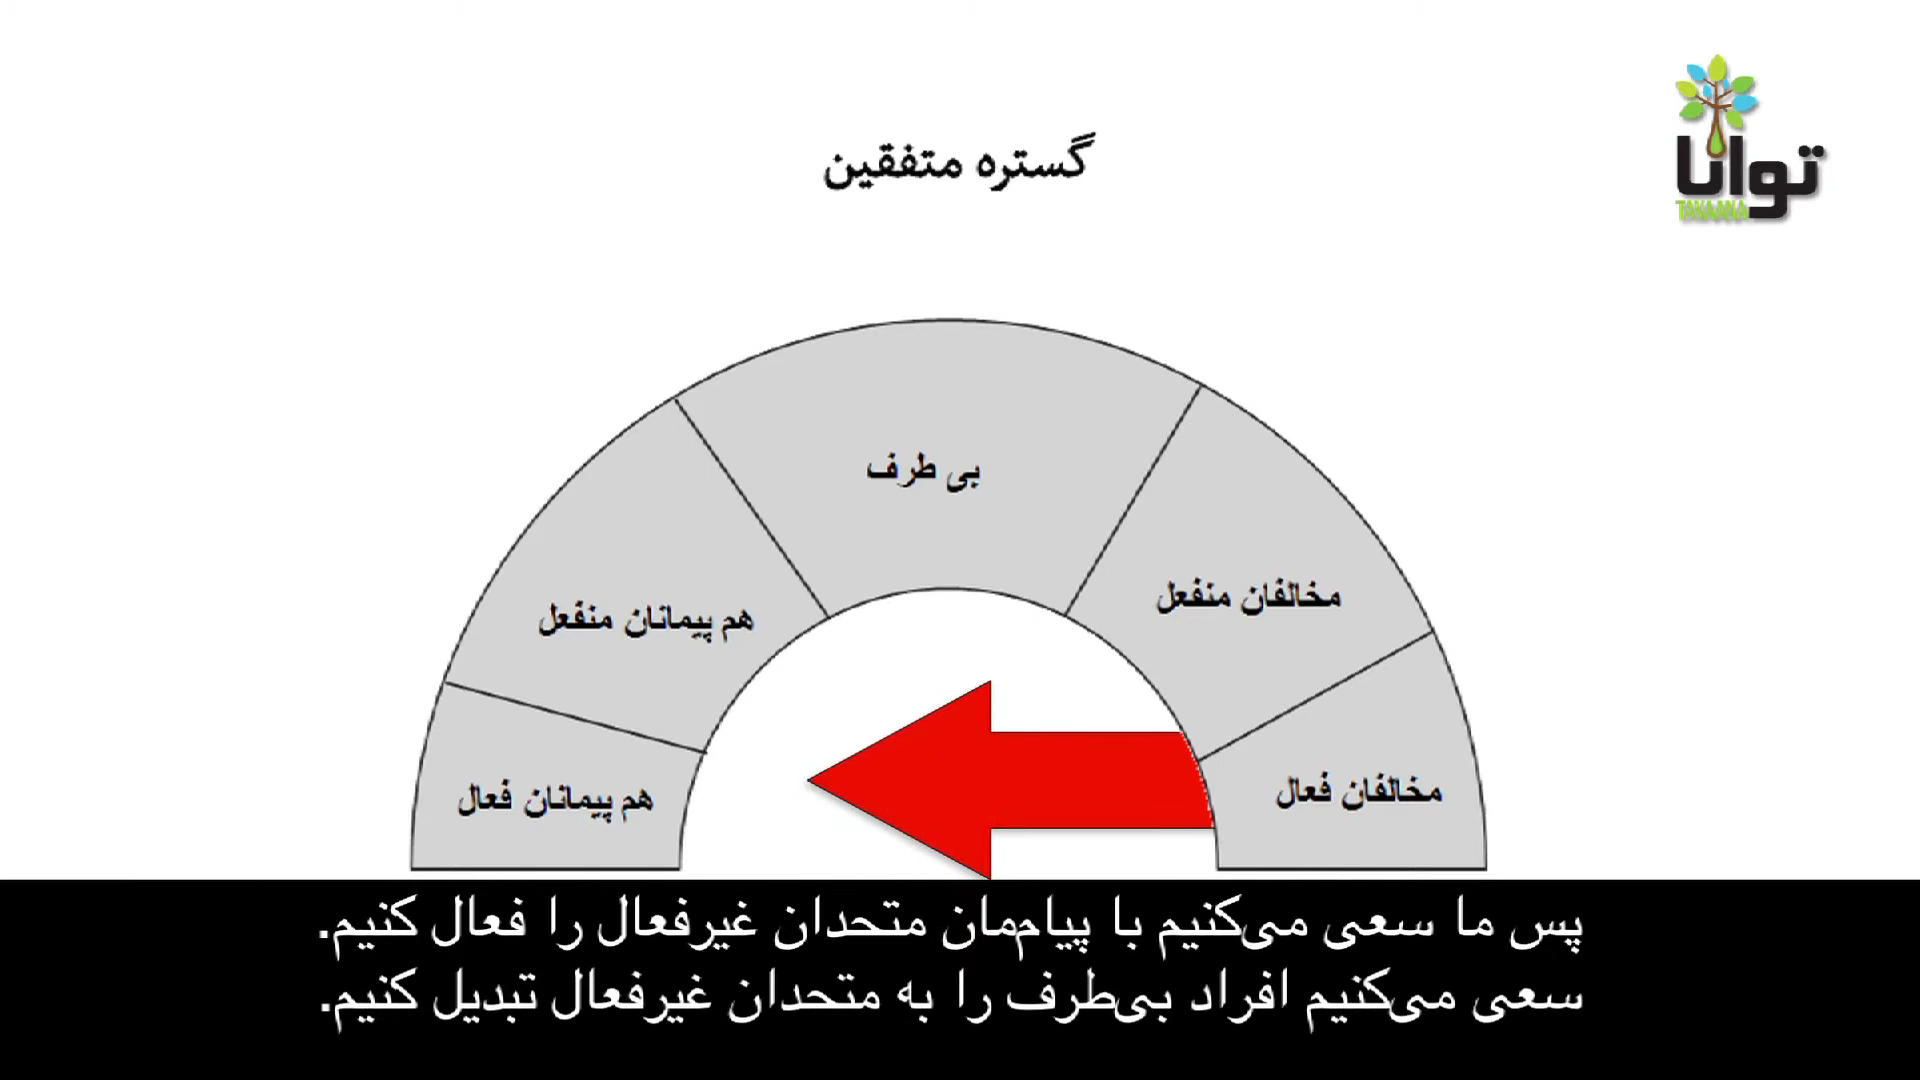 توانا
TAVAANA
گستره متفقین
بی طرف
مخالفان منفعل
هم پیمانان منفعل
مخالفان فعال
هم پیمانان فعال
پس ما سعی می‌کنیم با پیام‌مان متحدان غیرفعال را فعال کنیم.
سعی می‌کنیم افراد بی‌طرف را به متحدان غیرفعال تبدیل کنیم.